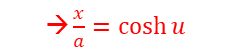 → x/a = cosh u